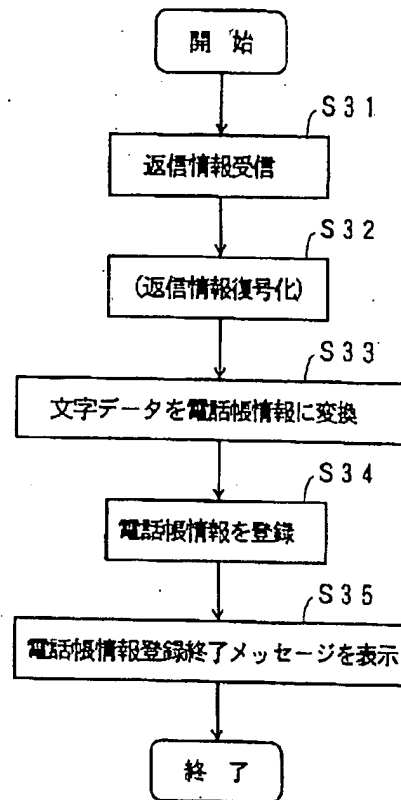 開 始
S31
返信情報受信
S32
(返信情報復号化)
S33
文字データを電話帳情報に変換
S34
電話帳情報を登録
S35
電話帳情報登録終了メッセージを表示
終 了